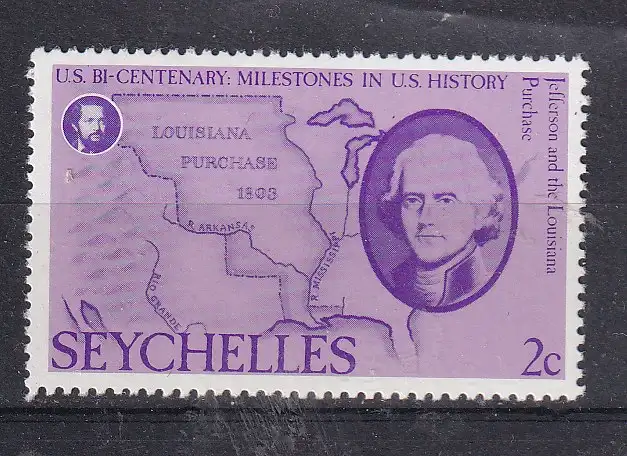 U.S. BI-CENTENARY: MILESTONES IN U.S. HISTORY
Jefferson and the Louisiana
Purchase
LOUISIANA
PURCHASE
1803
R. ARKANSAS
R. MISSISSIPPI
RIO GRANDE
SEYCHELLES 2c